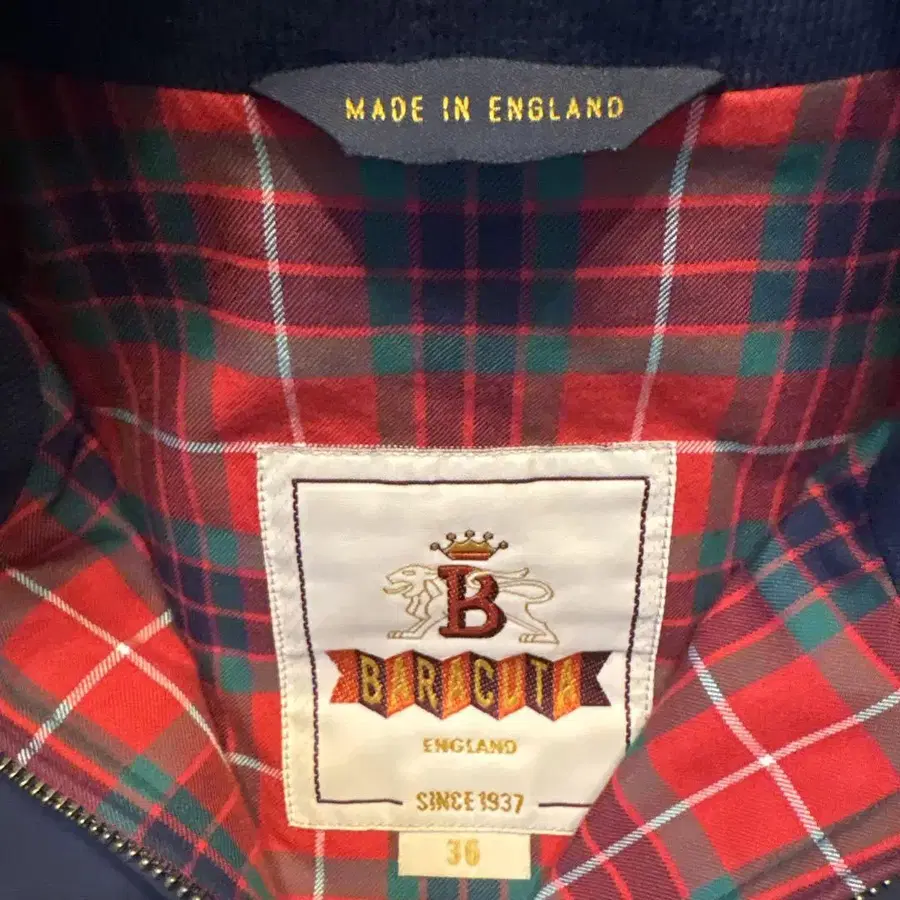 MADE IN ENGLAND
B
BARACUTA
ENGLAND
SINCE 1937
36